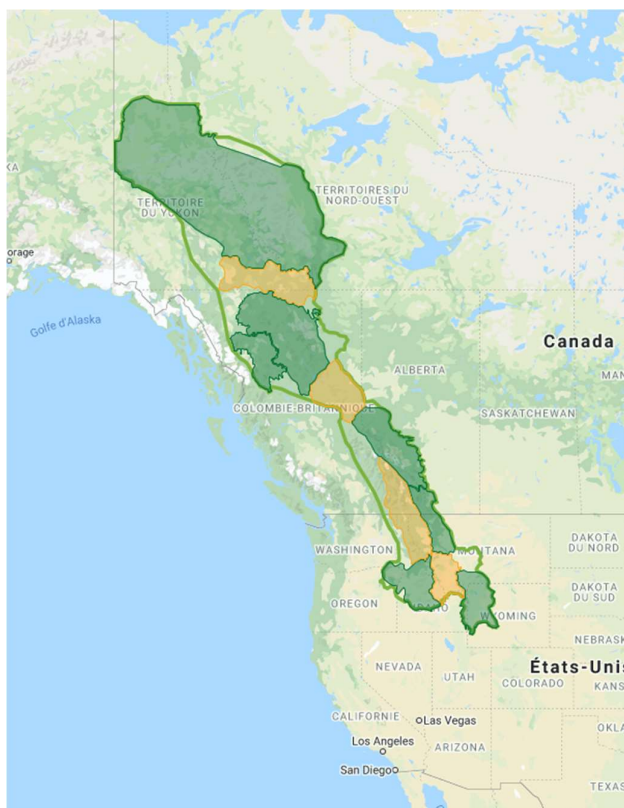 KA
TERRITOIRE
DU YUKON
TERRITOIRES DU
NORD-OUEST
orage
Golfe d'Alaska
Canada
ALBERTA
MAN
COLOMBIE-BRITANNIQUE
SASKATCHEWAN
WASHINGTON
MONTANA
DAKOTA
DU NORD
OREGON
IDAHO
WYOMING
DAKOTA
DU SUD
NEBRASK
NEVADA
UTAH
États-Unis
COLORADO
KANS
CALIFORNIE
Las Vegas
OKLA
Los Angeles
ARIZONA
San Diego
TEXAS